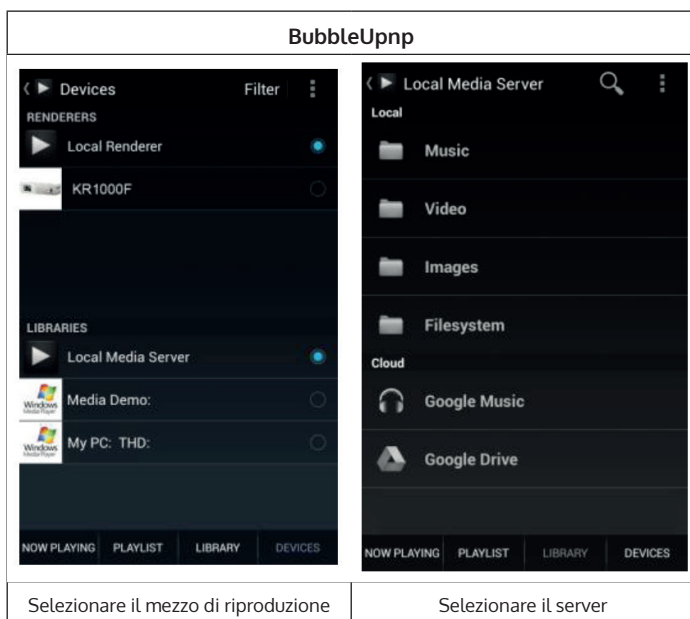 BubbleUpnp
Devices
Filter
RENDERERS
Local Renderer
KR1000F
LIBRARIES
Local Media Server
Windows
Media Demo:
Windows
My PC: THD:
NOW PLAYING PLAYLIST LIBRARY DEVICES
Selezionare il mezzo di riproduzione
Local Media Server
Local
Music
Video
Images
Filesystem
Cloud
Google Music
Google Drive
NOW PLAYING PLAYLIST LIBRARY DEVICES
Selezionare il server